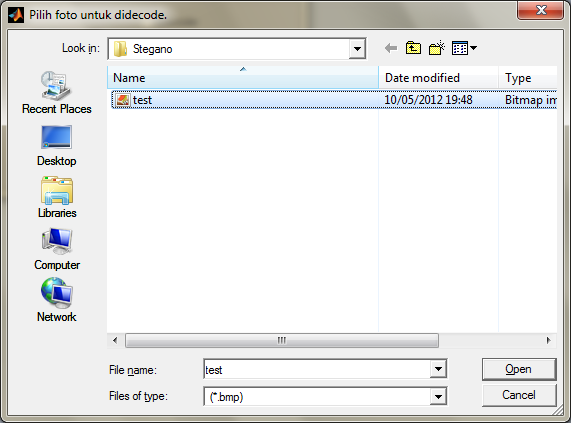 Pilih foto untuk didecode.
Look in: Stegano
Name Date modified Type
test 10/05/2012 19:48 Bitmap im
Recent Places
Desktop
Libraries
Computer
Network
File name: test Open
Files of type: (*.bmp) Cancel